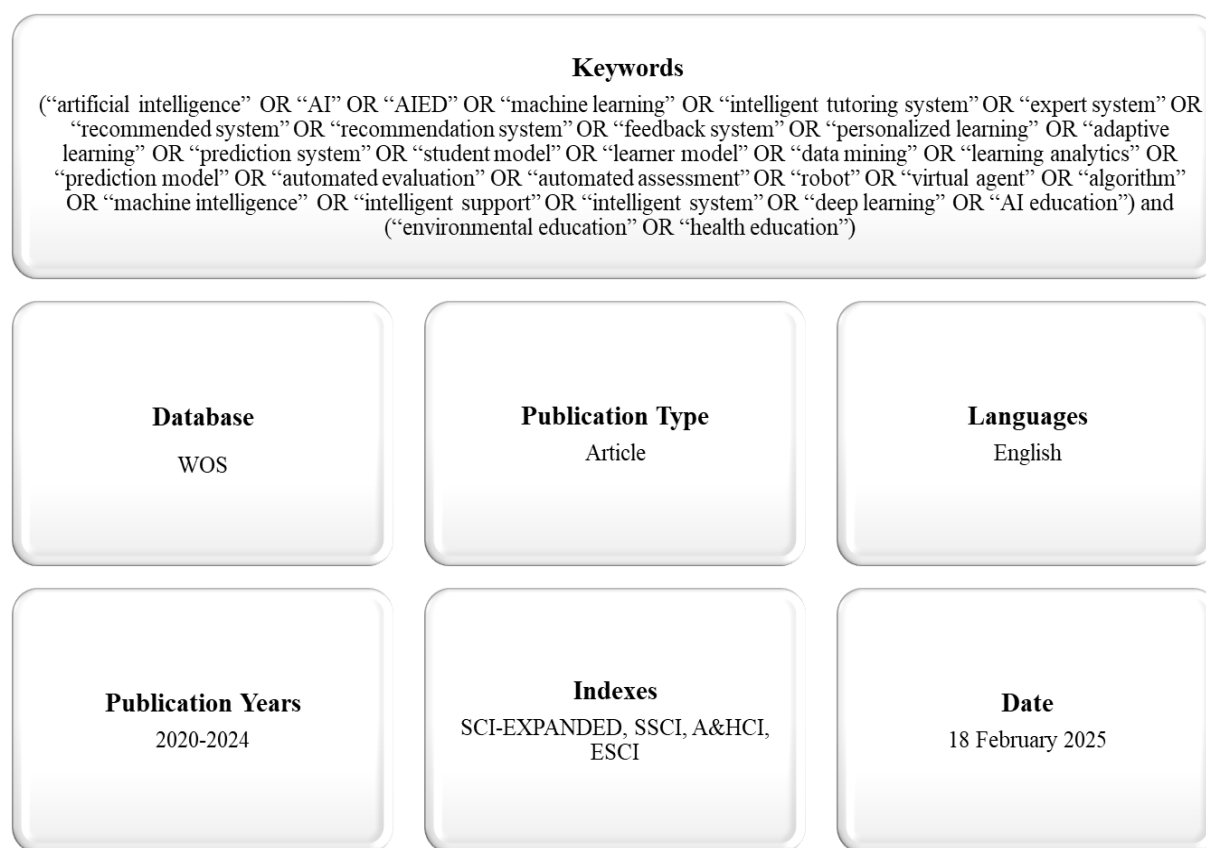 Keywords
(“artificial intelligence” OR “AI” OR “AIED” OR “machine learning” OR “intelligent tutoring system” OR “expert system” OR
“recommended system” OR “recommendation system” OR “feedback system” OR “personalized learning” OR “adaptive
learning” OR “prediction system” OR “student model” OR “learner model” OR “data mining” OR “learning analytics” OR
“prediction model” OR “automated evaluation” OR “automated assessment” OR “robot” OR “virtual agent” OR “algorithm”
OR “machine intelligence” OR “intelligent support” OR “intelligent system” OR “deep learning” OR “AI education”) and
(“environmental education” OR “health education”)
Database
WOS
Publication Type
Article
Languages
English
Publication Years
2020-2024
Indexes
SCI-EXPANDED, SSCI, A&HCI,
ESCI
Date
18 February 2025